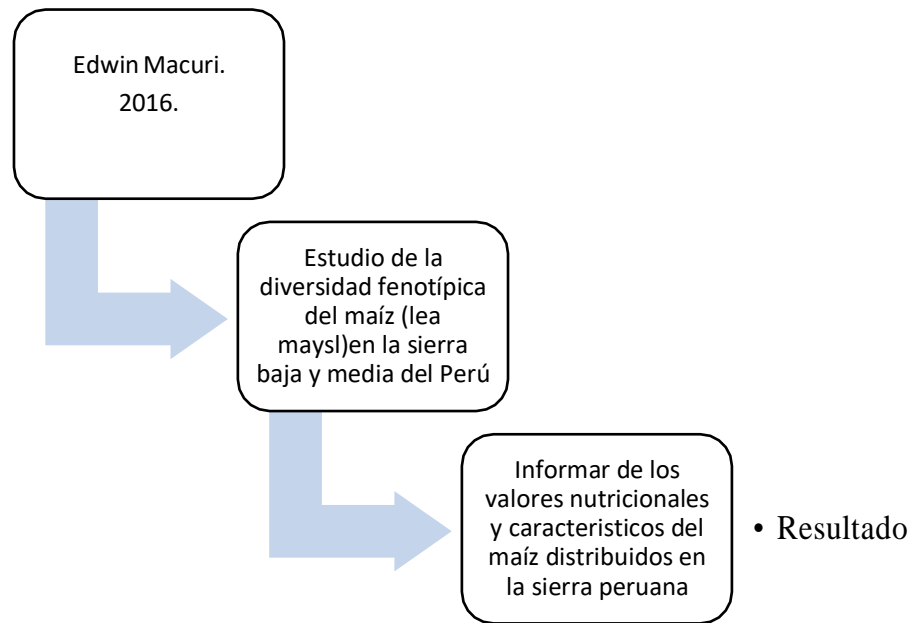 Edwin Macuri.
2016.
Estudio de la
diversidad fenotípica
del maíz (lea
maysl)en la sierra
baja y media del Perú
Informar de los
valores nutricionales
y caracteristicos del
maíz distribuidos en
la sierra peruana
• Resultado